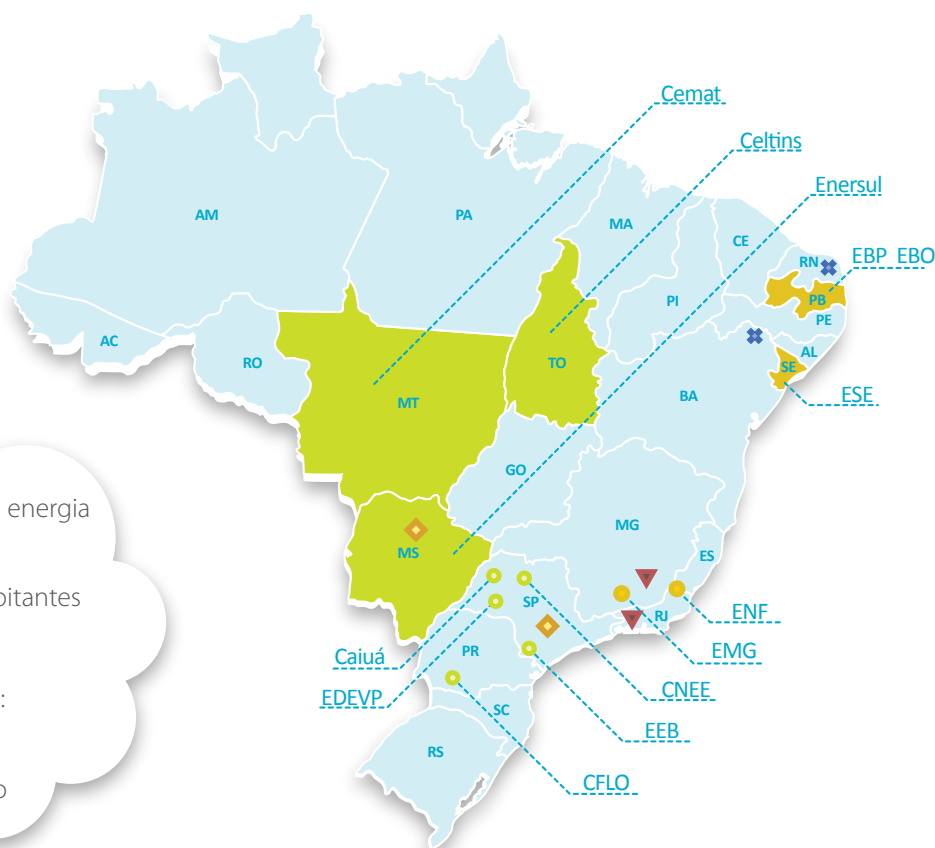 Cemat
Celtins
Enersul
EBP EBO
ESE
AM
PA
MA
CE
RN
PB
PE
PI
AL
SE
AC
RO
TO
MT
BA
GO
MG
ES
MS
SP
RJ
PR
SC
RS
ENF
EMG
CNEE
EEB
CFLO
Caiuá
EDEVP
energia
: